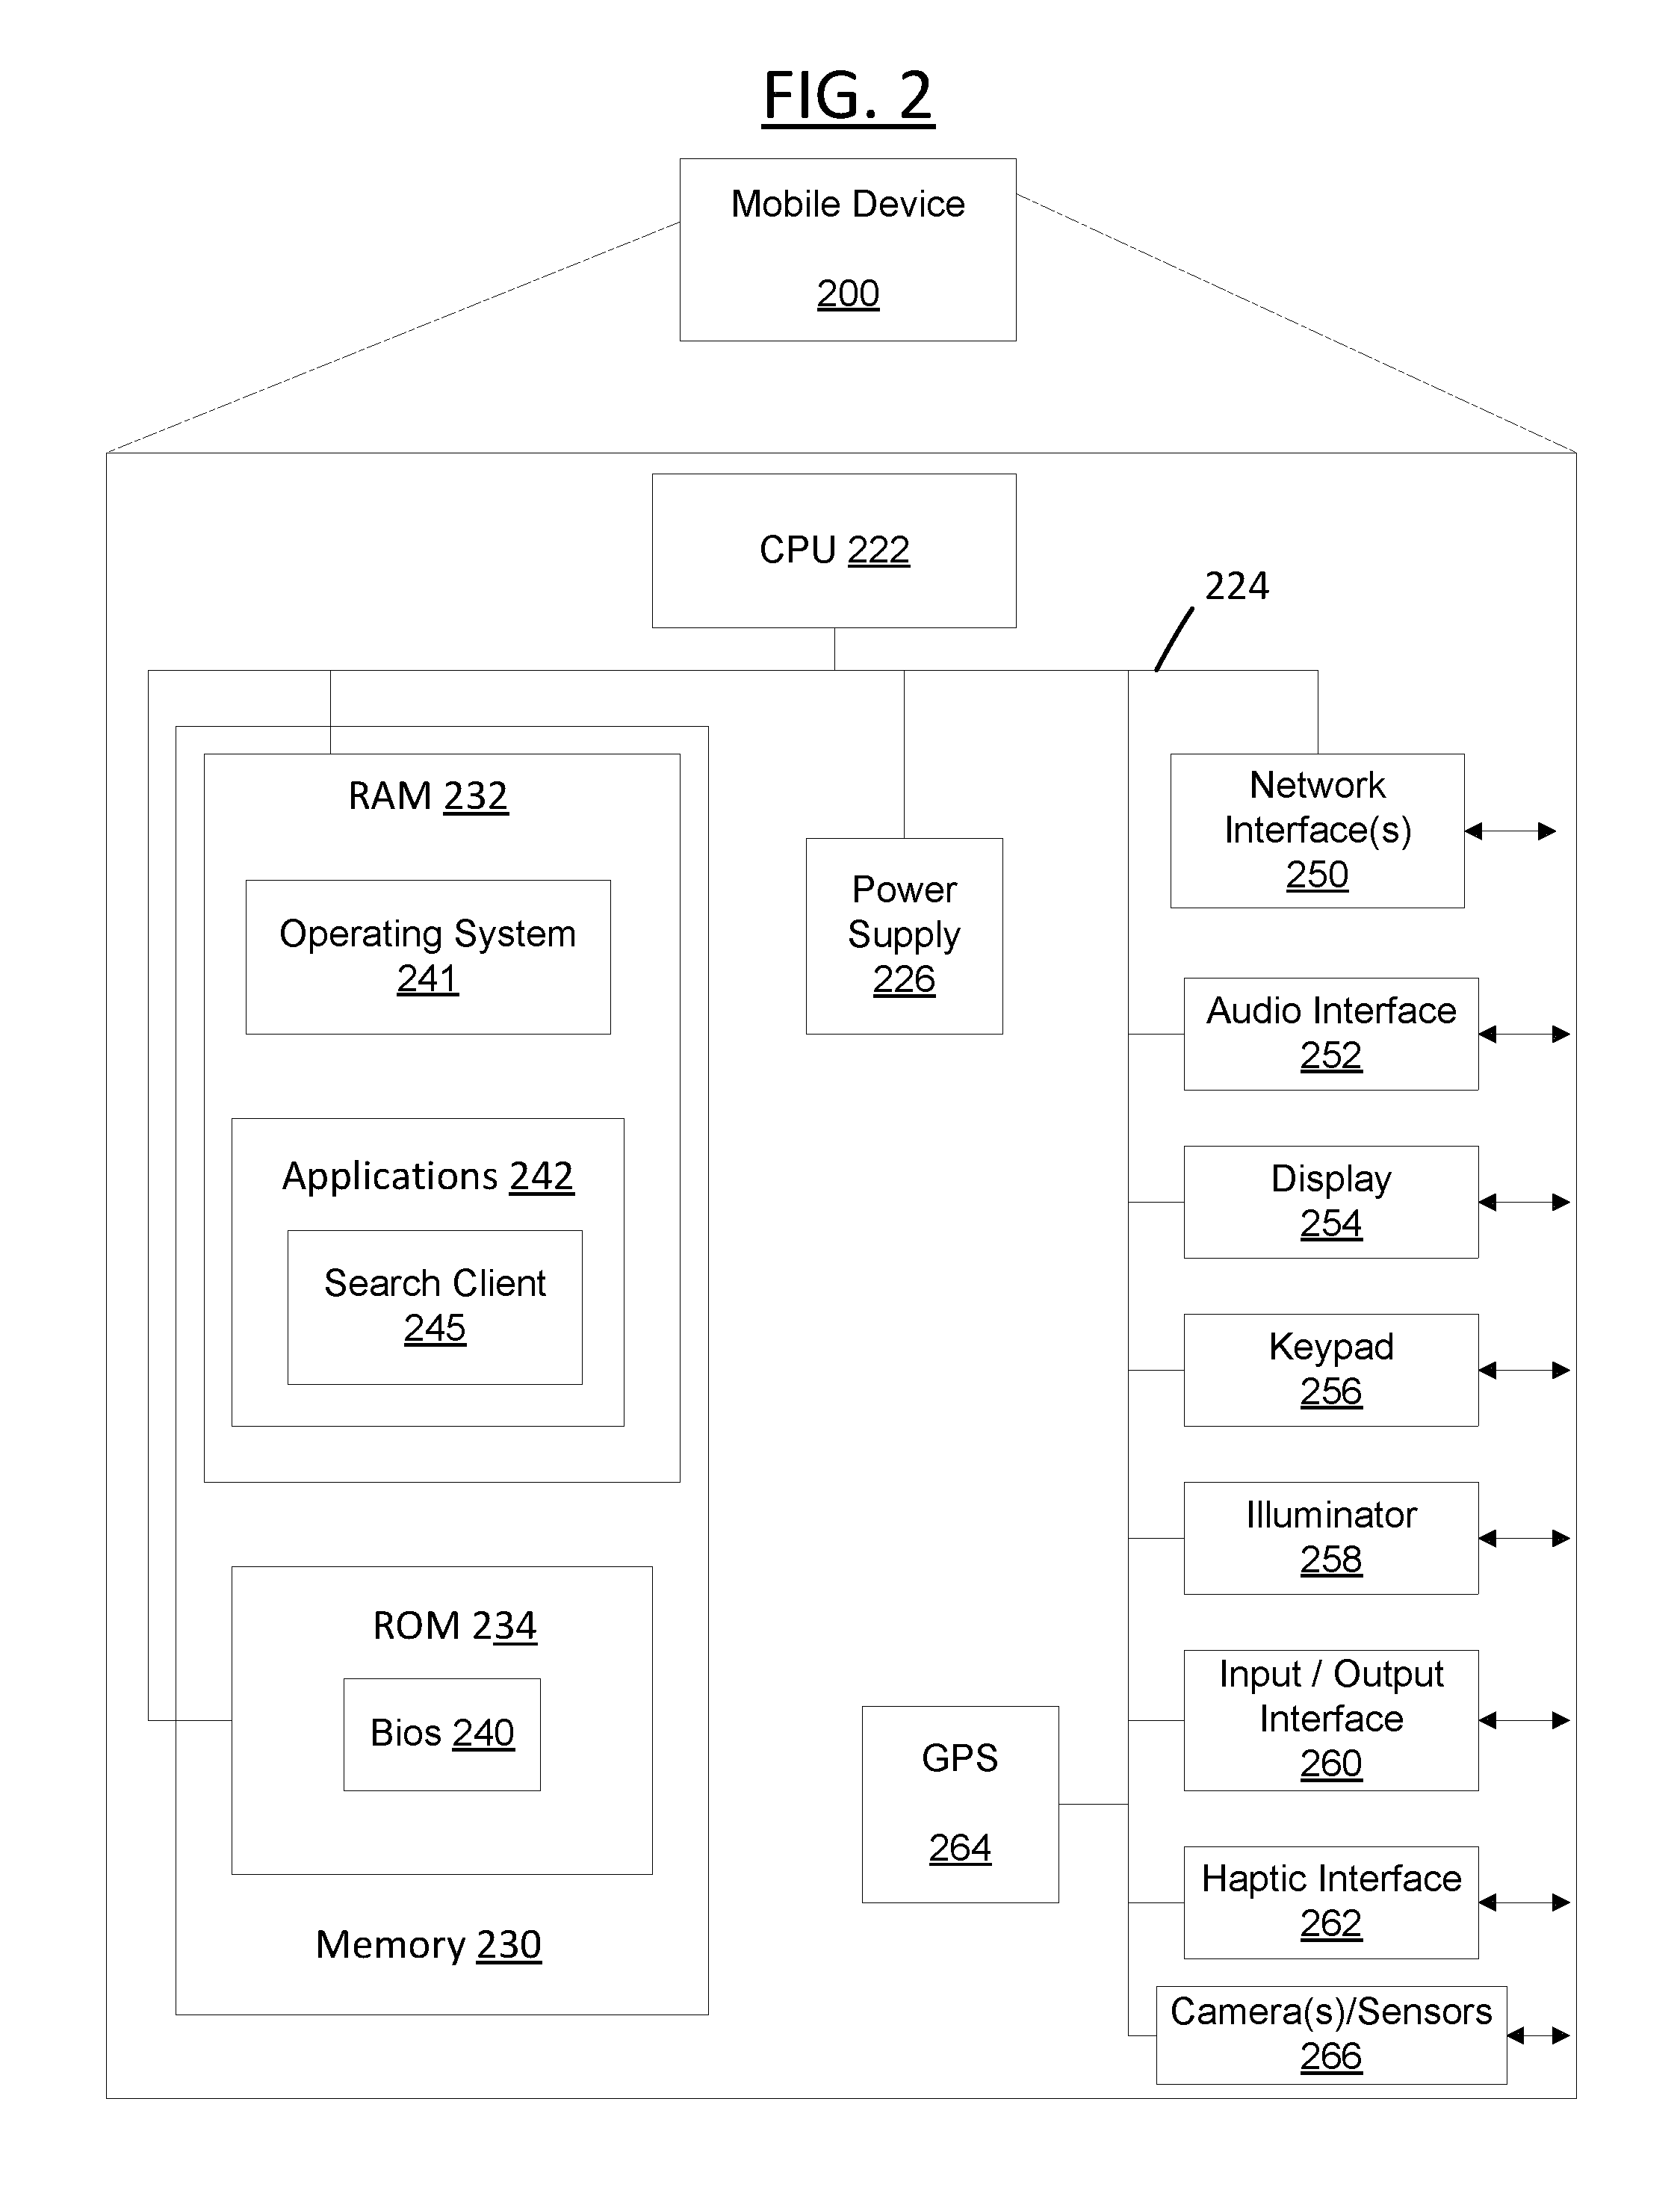 FIG. 2
Mobile Device
200
CPU 222
224
RAM 232
Operating System
241
Applications 242
Search Client
245
ROM 234
Bios 240
Memory 230
Power
Supply
226
GPS
264
Network
Interface(s)
250
Audio Interface
252
Display
254
Keypad
256
Illuminator
258
Input / Output
Interface
260
Haptic Interface
262
Camera(s)/Sensors
266